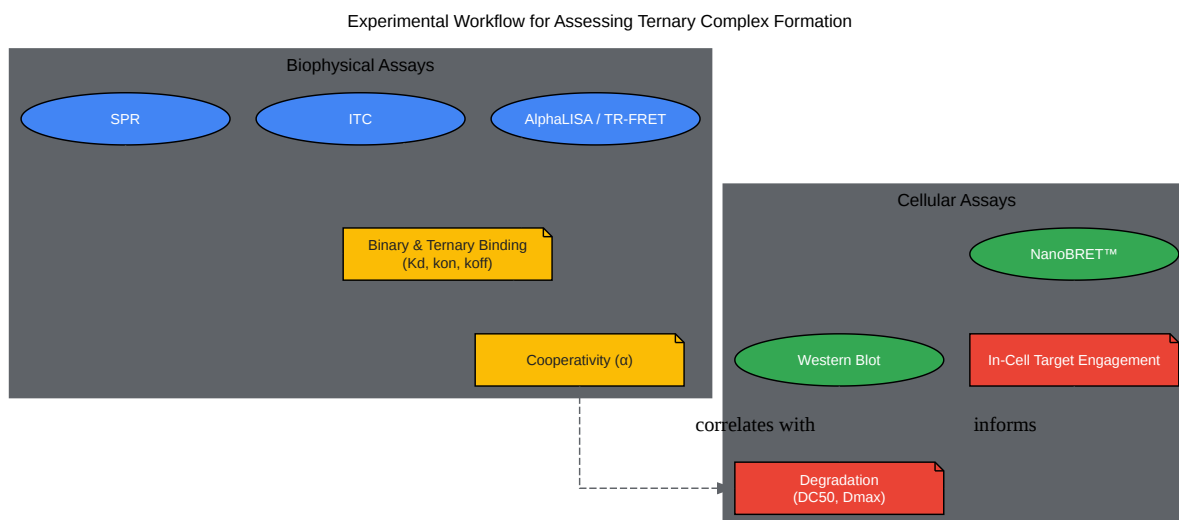 Experimental Workflow for Assessing Ternary Complex Formation
Biophysical Assays
SPR
ITC
AlphaLISA / TR-FRET
Binary & Ternary Binding
(Kd, kon, koff)
Cooperativity (α)
Cellular Assays
NanoBRET™
Western Blot
In-Cell Target Engagement
correlates with
informs
Degradation
(DC50, Dmax)